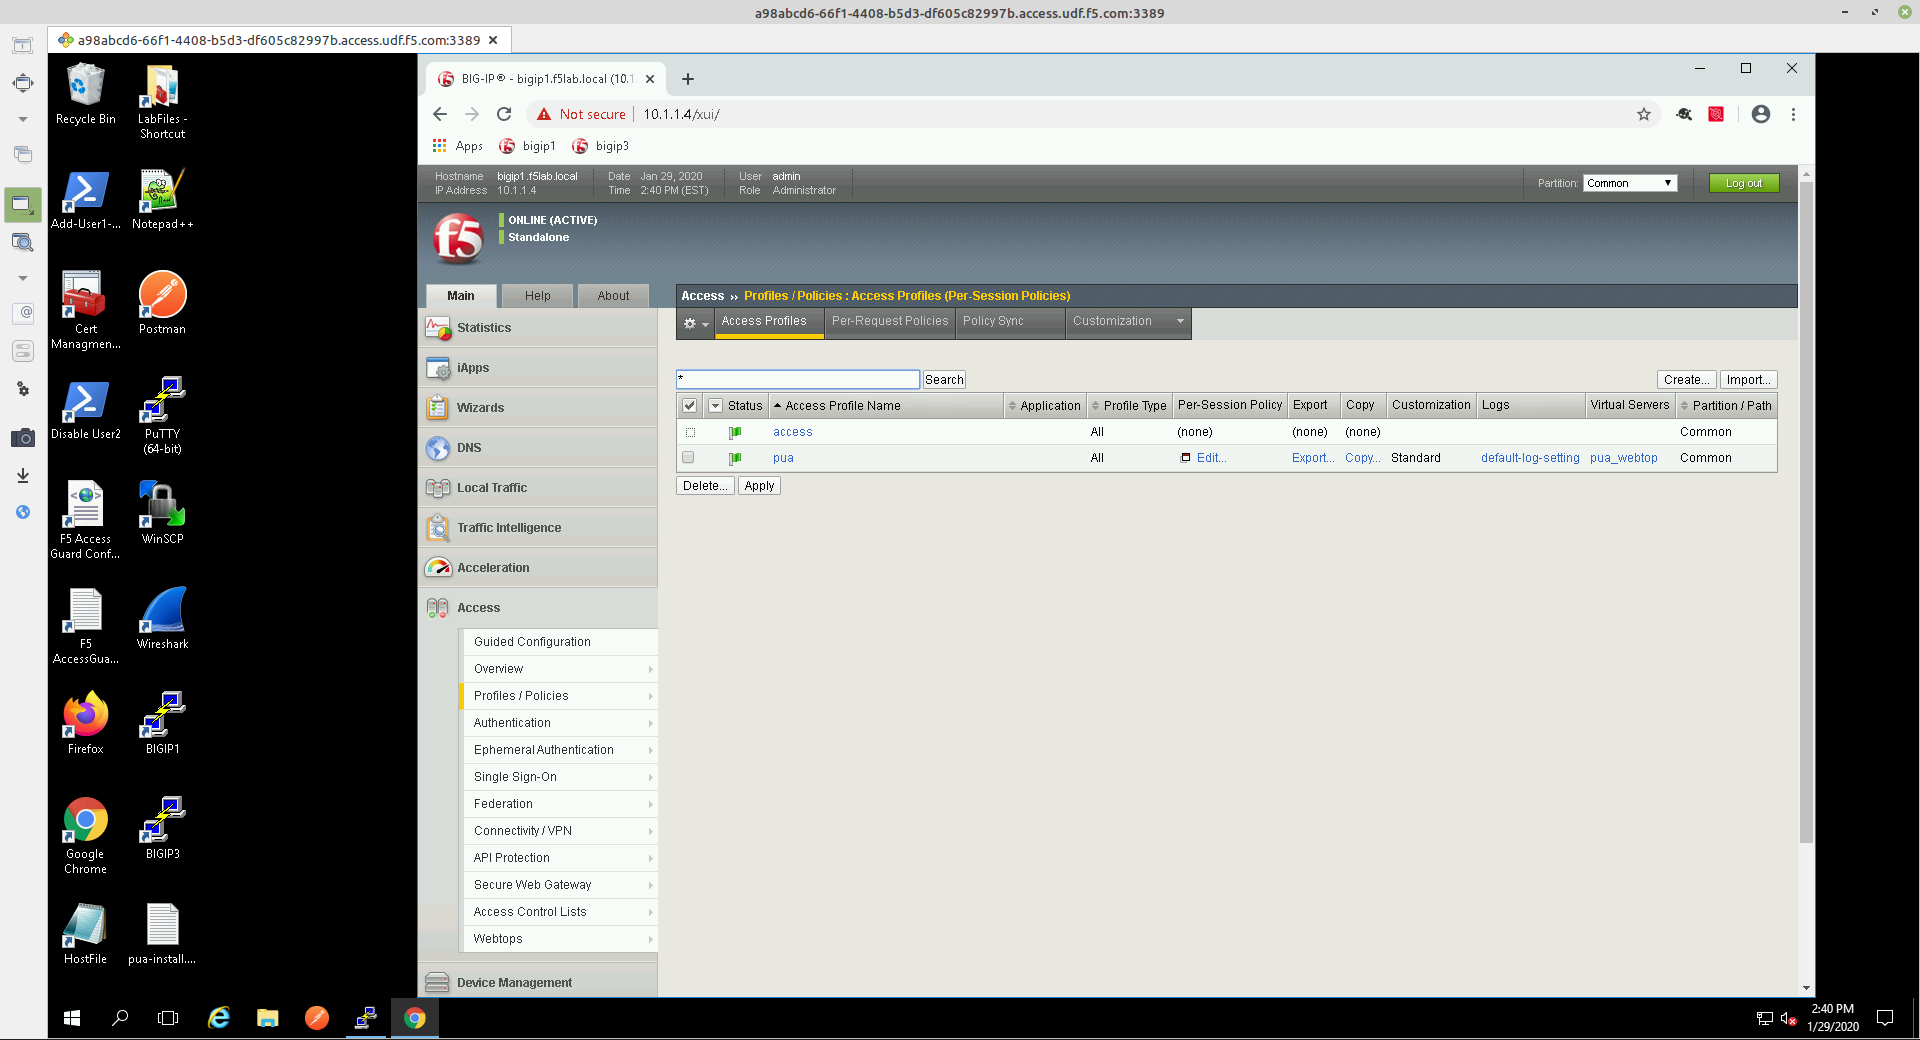 a98abcd6-66f1-4408-b5d3-df605c82997b.access.udf.f5.com:3389
a98abcd6-66f1-4408-b5d3-df605c82997b.access.udf.f5.com:3389
Recycle Bin
LabFiles -
Shortcut
Add-User1-...
Notepad++
Cert
Managmen...
Postman
Disable User2
PuTTY
(64-bit)
F5 Access
Guard Conf...
WinSCP
F5
AccessGua...
Wireshark
Firefox
BIGIP1
Google
Chrome
BIGIP3
HostFile
pua-install....
BIG-IP® - bigip1.f5lab.local (10.1
Not secure
10.1.1.4/xui/
Apps
bigip1
bigip3
Hostname bigip1.f5lab.local
IP Address 10.1.1.4
Date Jan 29, 2020
Time 2:40 PM (EST)
User admin
Role Administrator
Partition: Common
Log out
f5
ONLINE (ACTIVE)
Standalone
Main
Help
About
Statistics
iApps
Wizards
DNS
Local Traffic
Traffic Intelligence
Acceleration
Access
Guided Configuration
Overview
Profiles / Policies
Authentication
Ephemeral Authentication
Single Sign-On
Federation
Connectivity / VPN
API Protection
Secure Web Gateway
Access Control Lists
Webtops
Device Management
Access ›› Profiles / Policies : Access Profiles (Per-Session Policies)
Access Profiles
Per-Request Policies
Policy Sync
Customization
*
Search
Create...
Import...
Status Access Profile Name Application Profile Type Per-Session Policy Export Copy Customization Logs Virtual Servers Partition / Path
access All (none) (none) (none) Common
pua All Edit... Export... Copy... Standard default-log-setting pua_webtop Common
Delete...
Apply
2:40 PM
1/29/2020